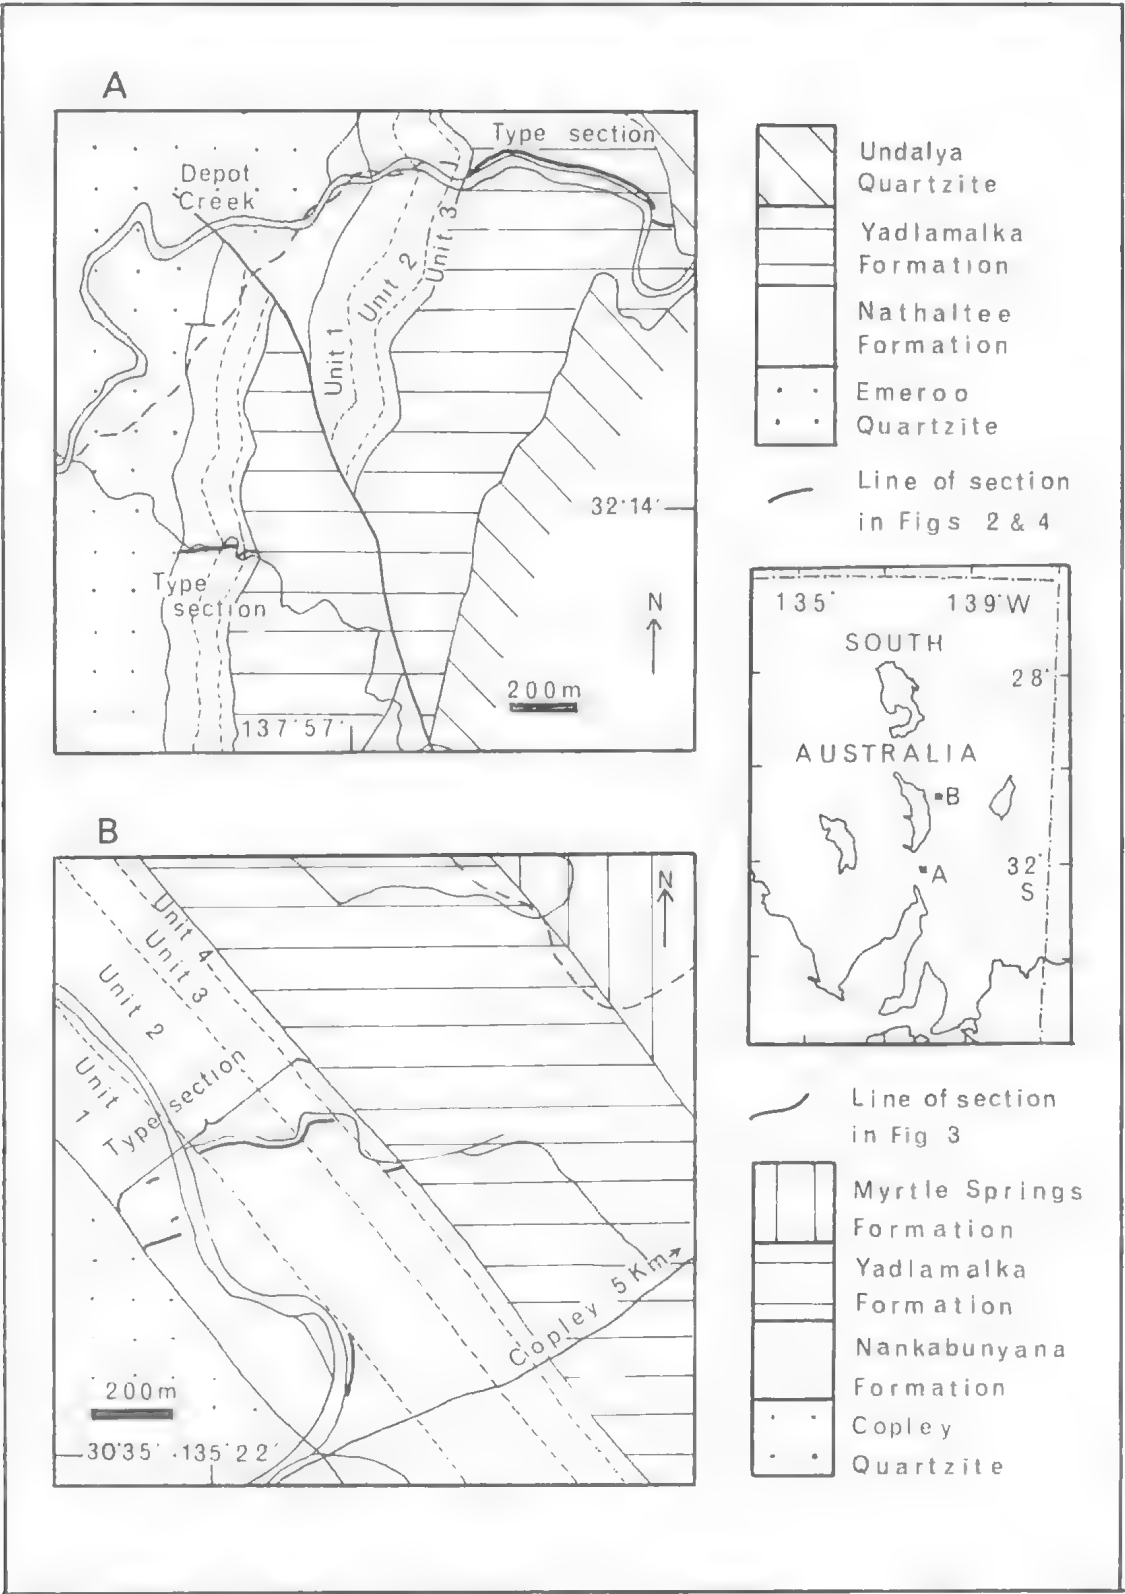 A
Type section
Depot
Creek
Unit 1
Unit 2
Unit 3
32°14'
Type
section
N
200m
137°57'
Undalya
Quartzite
Yadlamalka
Formation
Nathaltee
Formation
Emeroo
Quartzite
Line of section
in Figs 2 & 4
135°
139°W
SOUTH
28°
AUSTRALIA
B
A
32°
S
B
N
Unit 4
Unit 3
Unit 2
Unit 1
Type section
Copley 5 Km
200m
30°35'
135°22'
Line of section
in Fig 3
Myrtle Springs
Formation
Yadlamalka
Formation
Nankabunyana
Formation
Copley
Quartzite